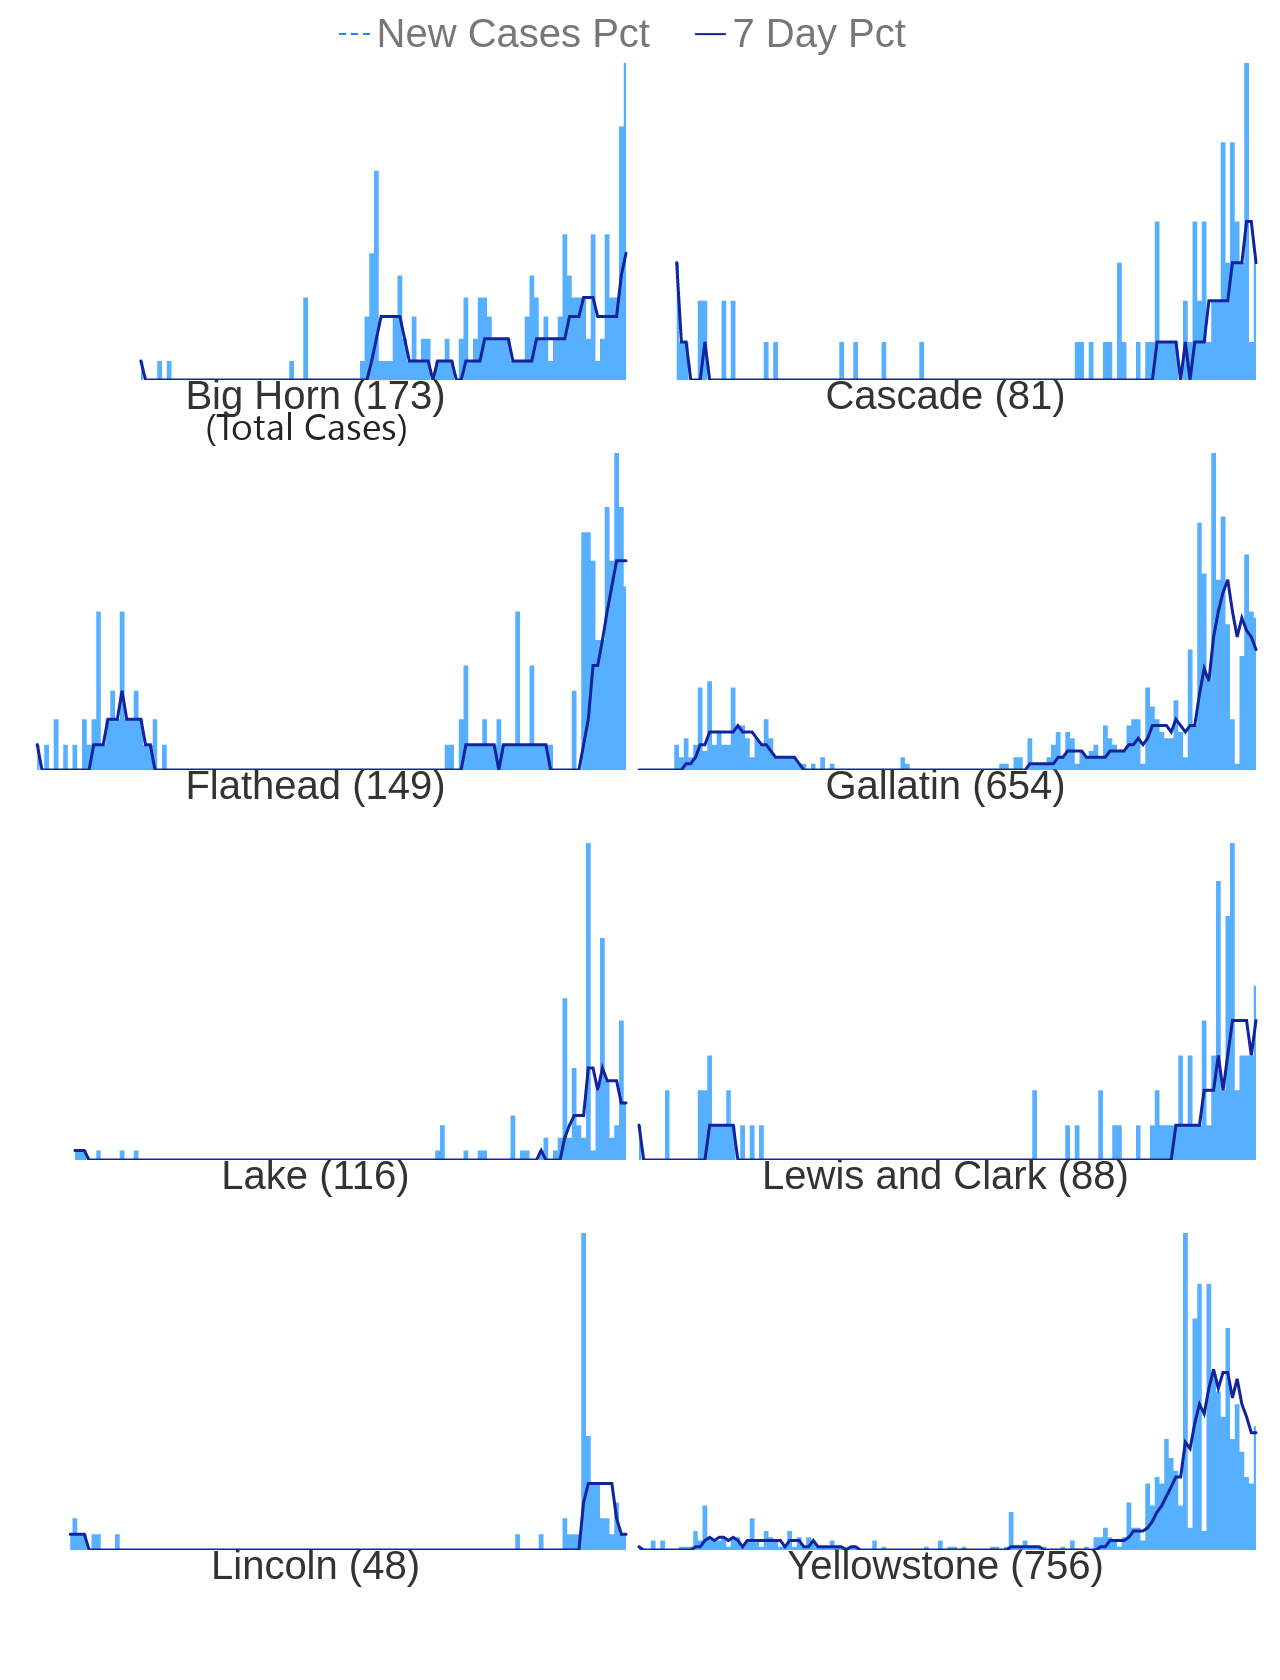 New Cases Pct 7 Day Pct
Big Horn (173) Cascade (81)
(Total Cases)
Flathead (149) Gallatin (654)
Lake (116) Lewis and Clark (88)
Lincoln (48) Yellowstone (756)